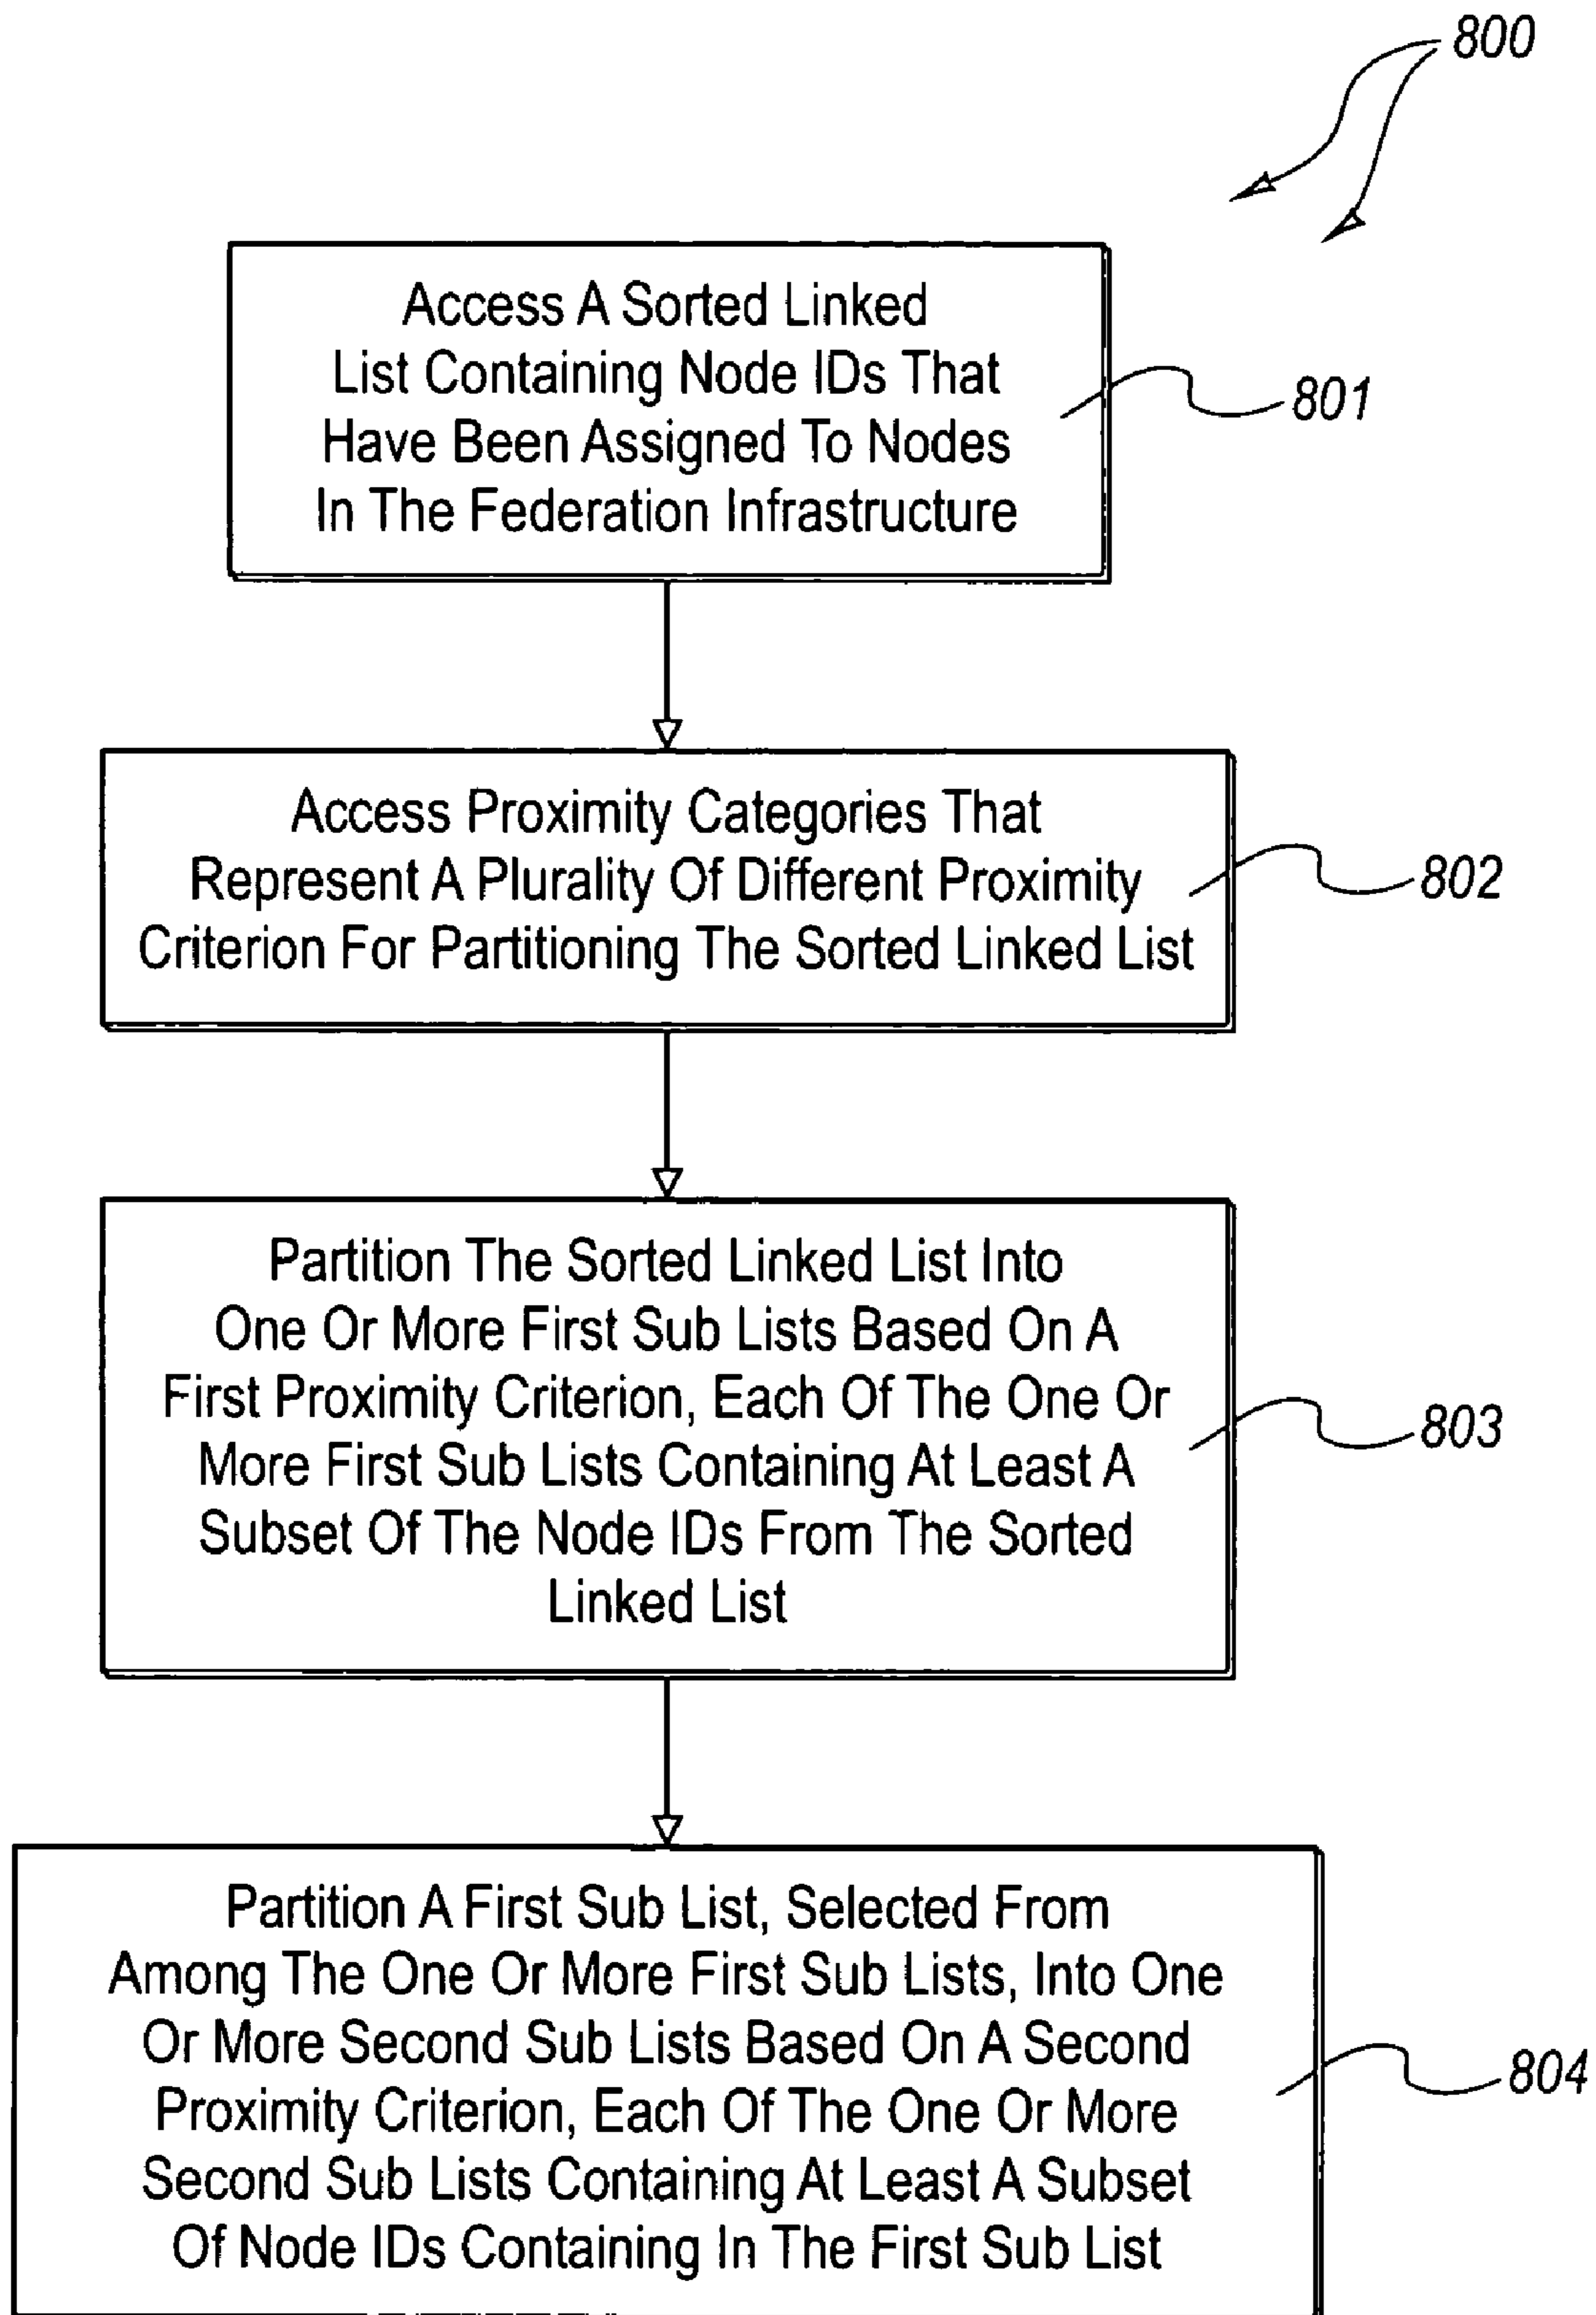 800
Access A Sorted Linked
List Containing Node IDs That
Have Been Assigned To Nodes
In The Federation Infrastructure
801
Access Proximity Categories That
Represent A Plurality Of Different Proximity
Criterion For Partitioning The Sorted Linked List
802
Partition The Sorted Linked List Into
One Or More First Sub Lists Based On A
First Proximity Criterion, Each Of The One Or
More First Sub Lists Containing At Least A
Subset Of The Node IDs From The Sorted
Linked List
803
Partition A First Sub List, Selected From
Among The One Or More First Sub Lists, Into One
Or More Second Sub Lists Based On A Second
Proximity Criterion, Each Of The One Or More
Second Sub Lists Containing At Least A Subset
Of Node IDs Containing In The First Sub List
804